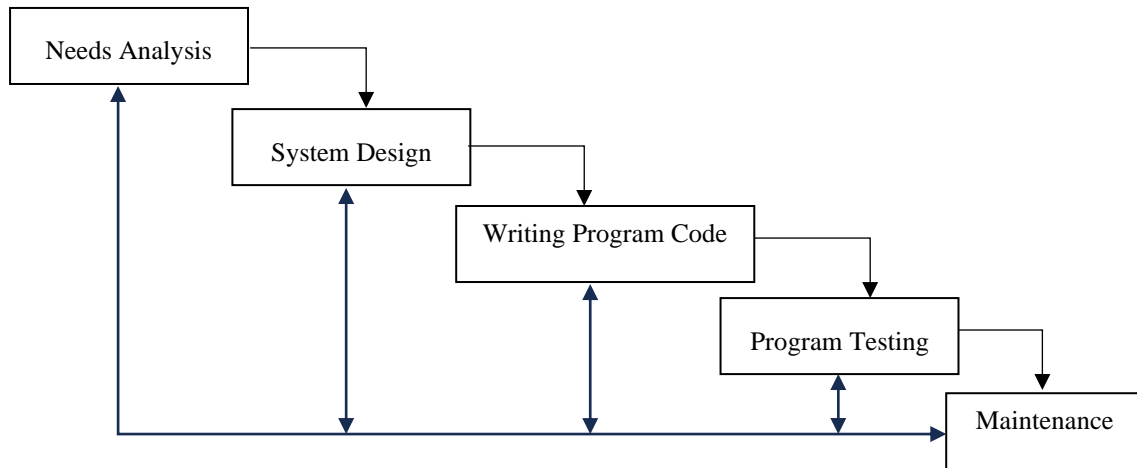 Needs Analysis
System Design
Writing Program Code
Program Testing
Maintenance